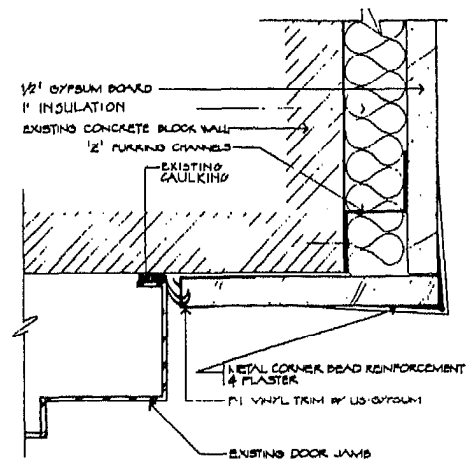 1/2" GYPSUM BOARD
1" INSULATION
EXISTING CONCRETE BLOCK WALL
'Z' FURRING CHANNELS
EXISTING
CAULKING
METAL CORNER BEAD REINFORCEMENT
& PLASTER
P-1 VINYL TRIM BY US GYPSUM
EXISTING DOOR JAMB